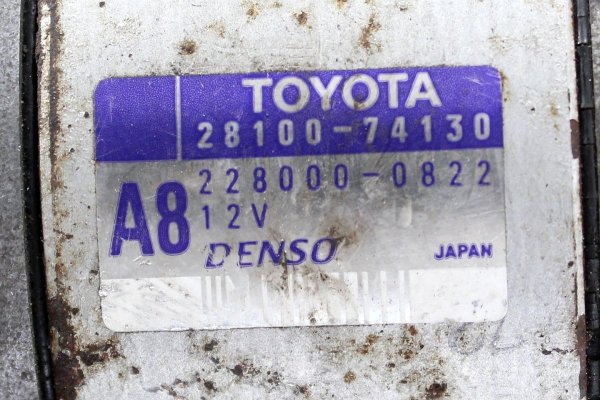 TOYOTA
28100-74130
228000-0822
A8
12V
DENSO
JAPAN